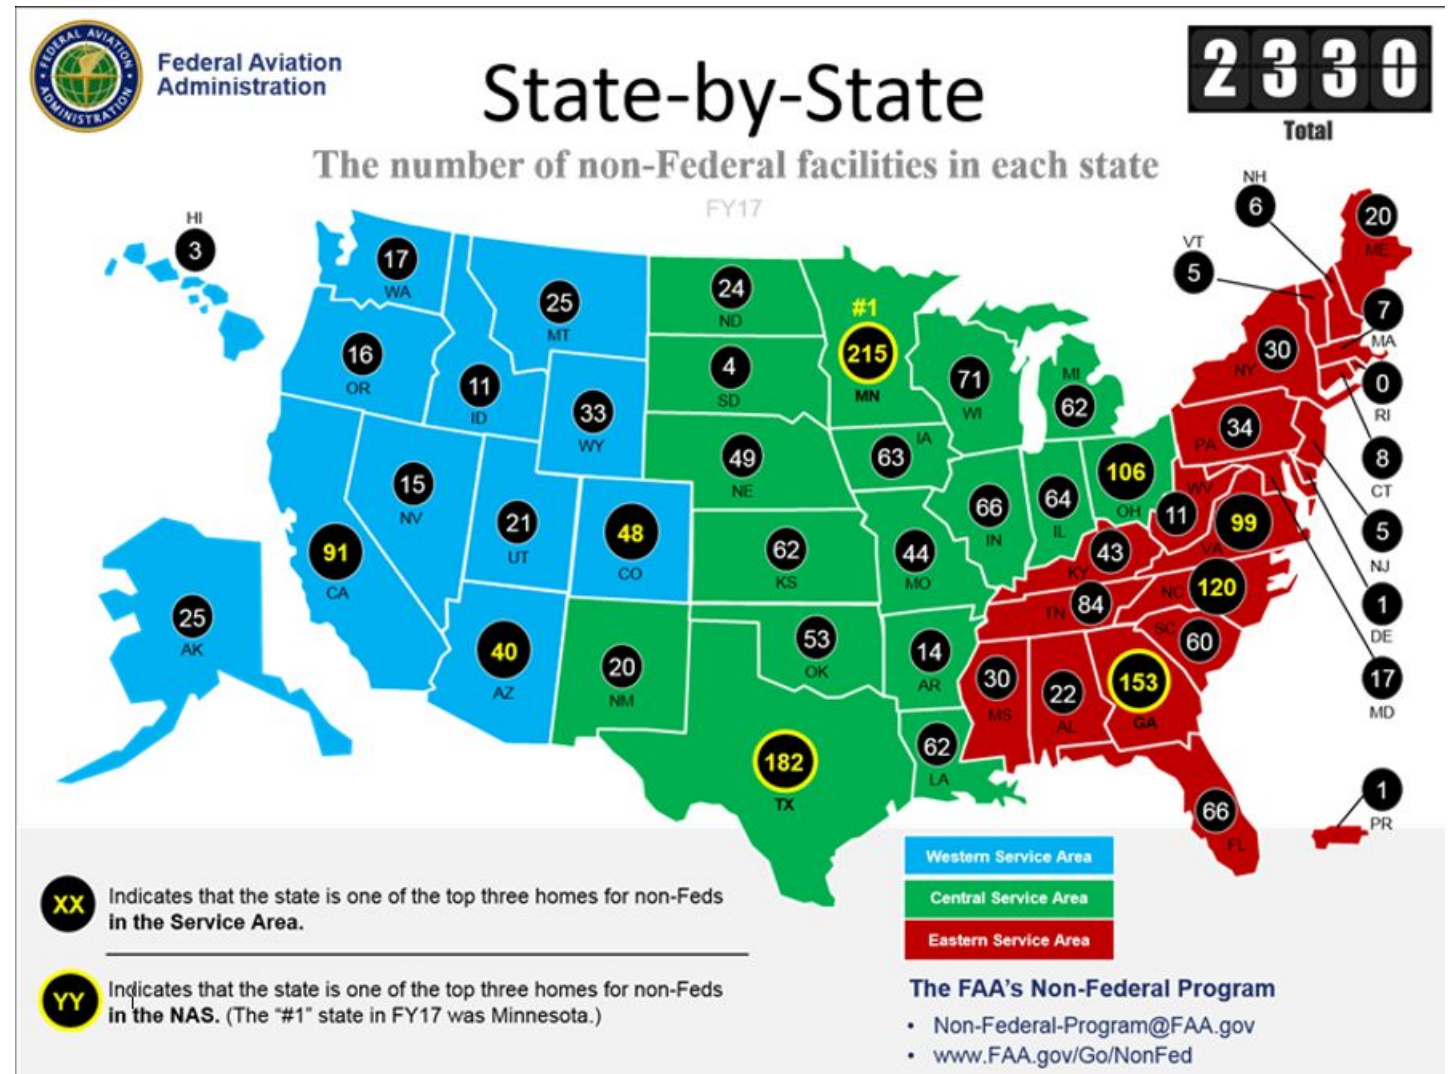 Federal Aviation
Administration
FEDERAL AVIATION
ADMINISTRATION
State-by-State
2330
Total
The number of non-Federal facilities in each state
FY17
HI
3
17
WA
25
MT
16
OR
11
ID
33
WY
15
NV
21
UT
48
CO
91
CA
40
AZ
25
AK
24
ND
4
SD
49
NE
62
KS
53
OK
20
NM
182
TX
#1
215
MN
71
WI
MI
62
IA
63
66
IN
64
IL
106
OH
44
MO
14
AR
62
LA
NH
6
VT
5
20
ME
7
MA
0
RI
8
CT
5
NJ
1
DE
17
MD
1
PR
30
NY
PA
34
WV
11
99
VA
43
KY
TN
84
NC
120
SC
60
30
MS
22
AL
153
GA
66
FL
XX
Indicates that the state is one of the top three homes for non-Feds
in the Service Area.
YY
Indicates that the state is one of the top three homes for non-Feds
in the NAS. (The “#1” state in FY17 was Minnesota.)
Western Service Area
Central Service Area
Eastern Service Area
The FAA’s Non-Federal Program
• Non-Federal-Program@FAA.gov
• www.FAA.gov/Go/NonFed